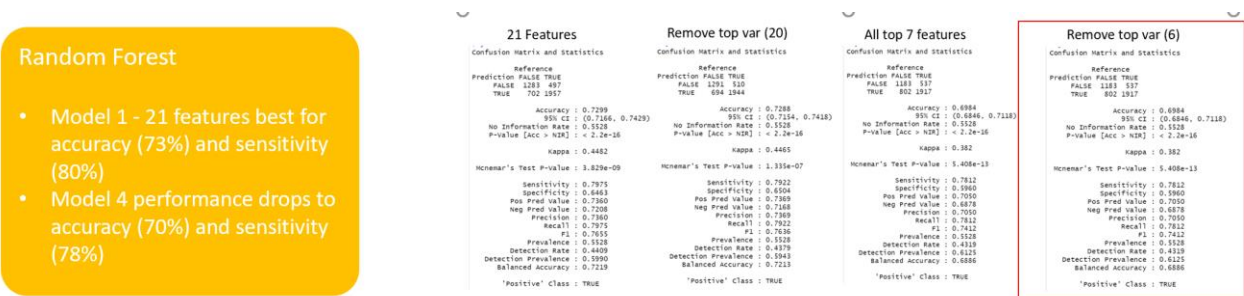 Random Forest
• Model 1 - 21 features best for
accuracy (73%) and sensitivity
(80%)
• Model 4 performance drops to
accuracy (70%) and sensitivity
(78%)
21 Features
Confusion Matrix and Statistics
Reference
Prediction FALSE TRUE
FALSE 1283 497
TRUE 702 1957
Accuracy : 0.7299
95% CI : (0.7166, 0.7429)
No Information Rate : 0.5528
P-Value [Acc > NIR] : < 2.2e-16
Kappa : 0.4482
Mcnemar's Test P-Value : 3.829e-09
Sensitivity : 0.7975
Specificity : 0.6463
Pos Pred Value : 0.7360
Neg Pred Value : 0.7208
Precision : 0.7360
Recall : 0.7975
F1 : 0.7655
Prevalence : 0.5528
Detection Rate : 0.4409
Detection Prevalence : 0.5990
Balanced Accuracy : 0.7219
'Positive' Class : TRUE
Remove top var (20)
Confusion Matrix and Statistics
Reference
Prediction FALSE TRUE
FALSE 1291 510
TRUE 694 1944
Accuracy : 0.7288
95% CI : (0.7154, 0.7418)
No Information Rate : 0.5528
P-Value [Acc > NIR] : < 2.2e-16
Kappa : 0.4465
Mcnemar's Test P-Value : 1.335e-07
Sensitivity : 0.7922
Specificity : 0.6504
Pos Pred Value : 0.7369
Neg Pred Value : 0.7168
Precision : 0.7369
Recall : 0.7922
F1 : 0.7636
Prevalence : 0.5528
Detection Rate : 0.4379
Detection Prevalence : 0.5943
Balanced Accuracy : 0.7213
'Positive' Class : TRUE
All top 7 features
Confusion Matrix and Statistics
Reference
Prediction FALSE TRUE
FALSE 1183 537
TRUE 802 1917
Accuracy : 0.6984
95% CI : (0.6846, 0.7118)
No Information Rate : 0.5528
P-Value [Acc > NIR] : < 2.2e-16
Kappa : 0.382
Mcnemar's Test P-Value : 5.408e-13
Sensitivity : 0.7812
Specificity : 0.5960
Pos Pred Value : 0.7050
Neg Pred Value : 0.6878
Precision : 0.7050
Recall : 0.7812
F1 : 0.7412
Prevalence : 0.5528
Detection Rate : 0.4319
Detection Prevalence : 0.6125
Balanced Accuracy : 0.6886
'Positive' Class : TRUE
Remove top var (6)
Confusion Matrix and Statistics
Reference
Prediction FALSE TRUE
FALSE 1183 537
TRUE 802 1917
Accuracy : 0.6984
95% CI : (0.6846, 0.7118)
No Information Rate : 0.5528
P-Value [Acc > NIR] : < 2.2e-16
Kappa : 0.382
Mcnemar's Test P-Value : 5.408e-13
Sensitivity : 0.7812
Specificity : 0.5960
Pos Pred Value : 0.7050
Neg Pred Value : 0.6878
Precision : 0.7050
Recall : 0.7812
F1 : 0.7412
Prevalence : 0.5528
Detection Rate : 0.4319
Detection Prevalence : 0.6125
Balanced Accuracy : 0.6886
'Positive' Class : TRUE